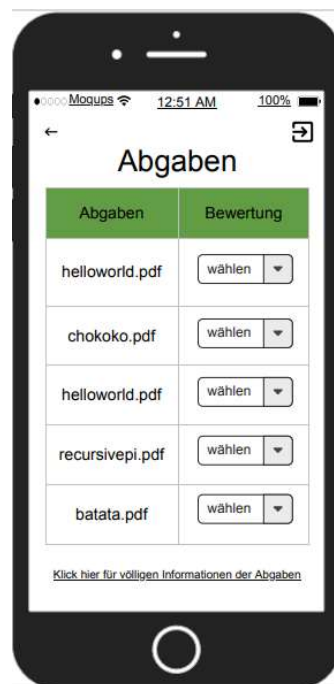 Moqups 12:51 AM 100%
Abgaben
Abgaben Bewertung
helloworld.pdf wählen
chokoko.pdf wählen
helloworld.pdf wählen
recursivepi.pdf wählen
batata.pdf wählen
Klick hier für völligen Informationen der Abgaben